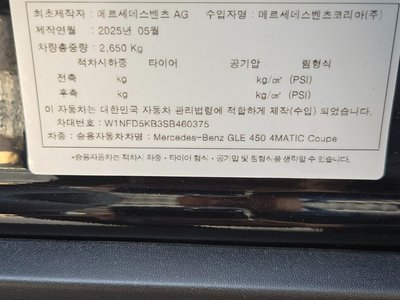 최초제작자 : 메르세데스벤츠 AG 수입자명 : 메르세데스벤츠코리아(주)
제작연월 : 2025년 05월
차량총중량 : 2,650 Kg
적차시하중 타이어 공기압 림형식
전축 kg kg/㎠ (PSI)
후축 kg kg/㎠ (PSI)
이 자동차는 대한민국 자동차 관리법령에 적합하게 제작(수입) 되었습니다.
차대번호 : W1NFD5KB3SB460375
차종 : 승용자동차차명 : Mercedes-Benz GLE 450 4MATIC Coupe
*승용자동차는 적차시 하중 · 타이어 형식 · 공기압 및 림형식을 생략할 수 있습니다.